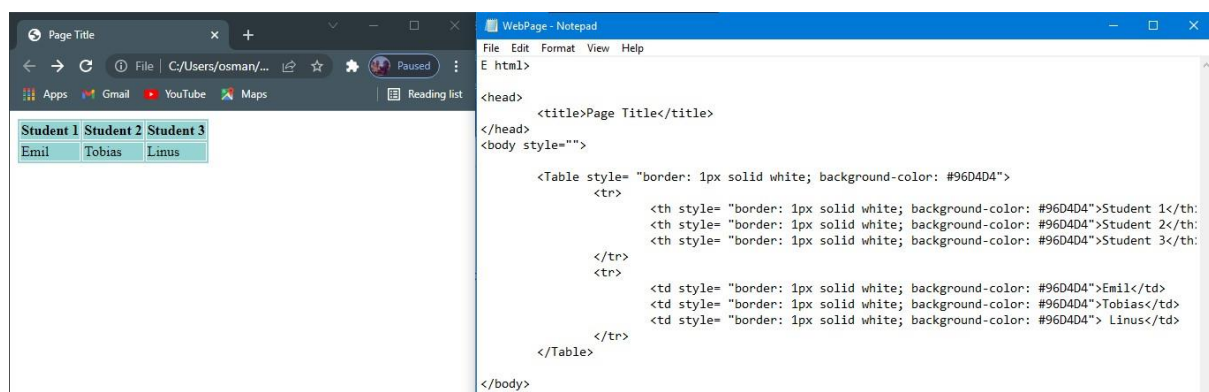 Page Title
File | C:/Users/osman/... Paused
Apps Gmail YouTube Maps Reading list
Student 1 Student 2 Student 3
Emil Tobias Linus
WebPage - Notepad
File Edit Format View Help
E html>
<head>
<title>Page Title</title>
</head>
<body style="">
<Table style= "border: 1px solid white; background-color: #96D4D4">
<tr>
<th style= "border: 1px solid white; background-color: #96D4D4">Student 1</th>
<th style= "border: 1px solid white; background-color: #96D4D4">Student 2</th>
<th style= "border: 1px solid white; background-color: #96D4D4">Student 3</th>
</tr>
<tr>
<td style= "border: 1px solid white; background-color: #96D4D4">Emil</td>
<td style= "border: 1px solid white; background-color: #96D4D4">Tobias</td>
<td style= "border: 1px solid white; background-color: #96D4D4"> Linus</td>
</tr>
</Table>
</body>